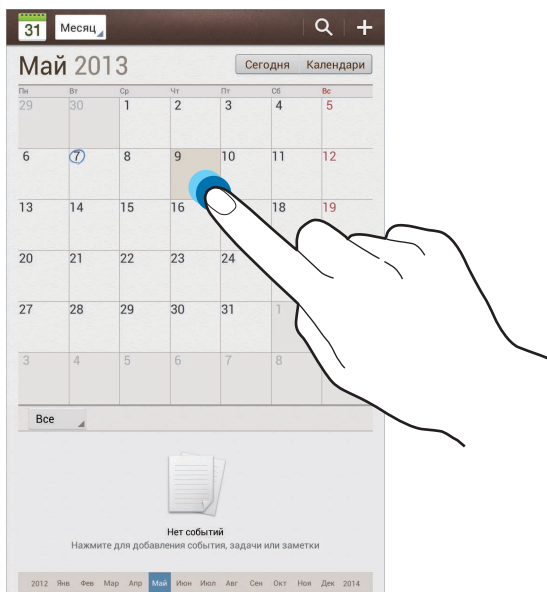 31 Месяц
Май 2013 Сегодня Календари
Пн Вт Ср Чт Пт Сб Вс
29 30 1 2 3 4 5
6 7 8 9 10 11 12
13 14 15 16 18 19
20 21 22 23 24
27 28 29 30 31 1
3 4 5 6 7 8
Все
Нет событий
Нажмите для добавления события, задачи или заметки
2012 Янв Фев Мар Апр Май Июн Июл Авг Сен Окт Ноя Дек 2014